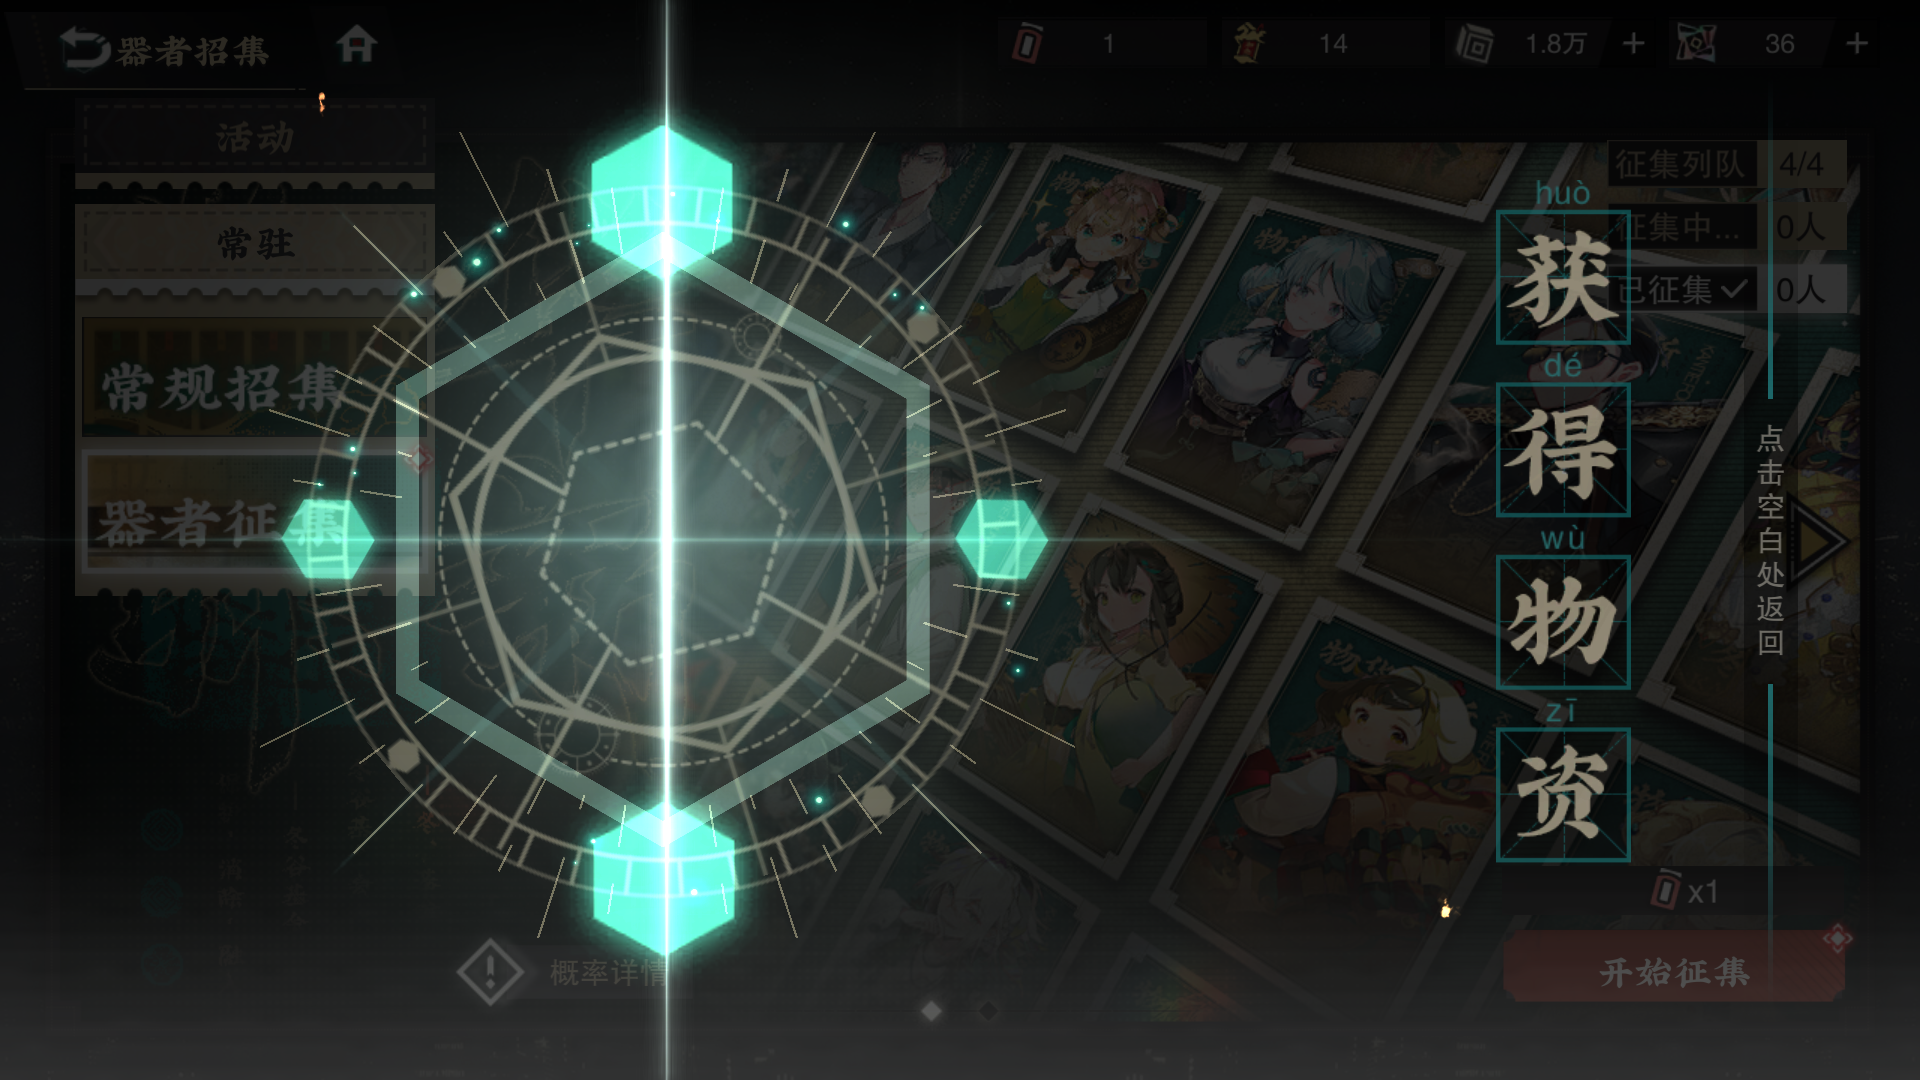 器者招集
1
14
1.8万
+
36
+
活动
常驻
常规招集
器者征集
征集列队 4/4
征集中... 0人
已征集 0人
huò
获
dé
得
wù
物
zī
资
点击空白处返回
x1
开始征集
概率详情